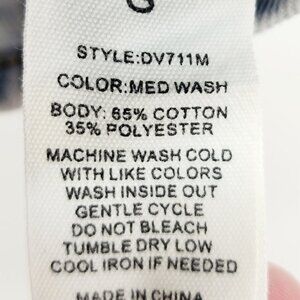 STYLE:DV711M
COLOR:MED WASH
BODY: 65% COTTON
35% POLYESTER
MACHINE WASH COLD
WITH LIKE COLORS
WASH INSIDE OUT
GENTLE CYCLE
DO NOT BLEACH
TUMBLE DRY LOW
COOL IRON IF NEEDED
MADE IN CHINA